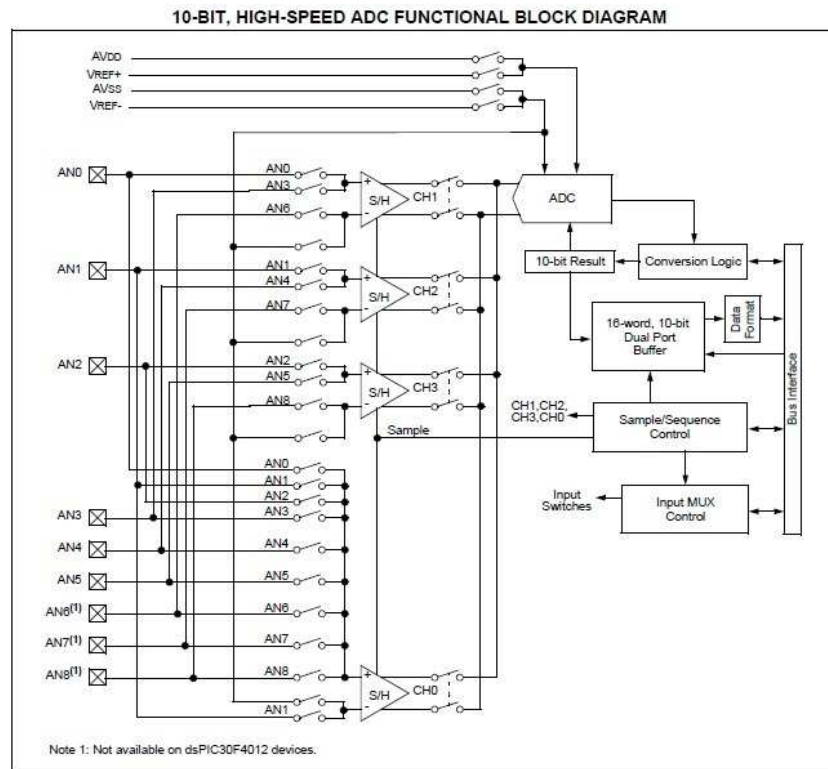 10-BIT, HIGH-SPEED ADC FUNCTIONAL BLOCK DIAGRAM
AVDD
VREF+
AVSS
VREF-
AN0
AN0
AN3
+
S/H
-
CH1
AN6
ADC
10-bit Result
Conversion Logic
AN1
AN1
AN4
+
S/H
-
CH2
AN7
16-word, 10-bit
Dual Port
Buffer
Data
Format
AN2
AN2
AN5
+
S/H
-
CH3
AN8
CH1,CH2,
CH3,CH0
Sample
Sample/Sequence
Control
Bus Interface
AN0
AN1
AN2
AN3
AN3
Input
Switches
Input MUX
Control
AN4
AN4
AN5
AN5
AN6(1)
AN6
AN7(1)
AN7
AN8(1)
AN8
+
S/H
-
CH0
AN1
Note 1: Not available on dsPIC30F4012 devices.